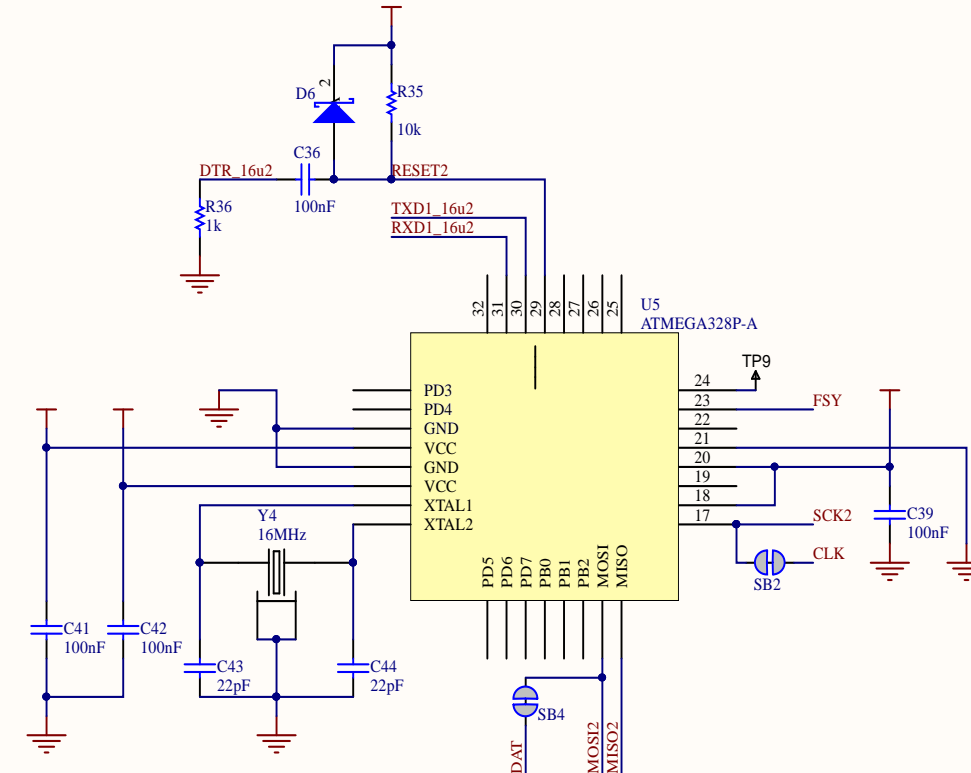 2
D6
R35
10k
C36
DTR_16u2
100nF
RESET2
R36
1k
TXD1_16u2
RXD1_16u2
32
31
30
29
28
27
26
25
U5
ATMEGA328P-A
TP9
PD3
PD4
GND
VCC
GND
VCC
XTAL1
XTAL2
24
23
22
21
20
19
18
17
FSY
SCK2
CLK
SB2
C39
100nF
Y4
16MHz
PD5
PD6
PD7
PB0
PB1
PB2
MOSI
MISO
C41
100nF
C42
100nF
C43
22pF
C44
22pF
SB4
DAT
MOSI2
MISO2